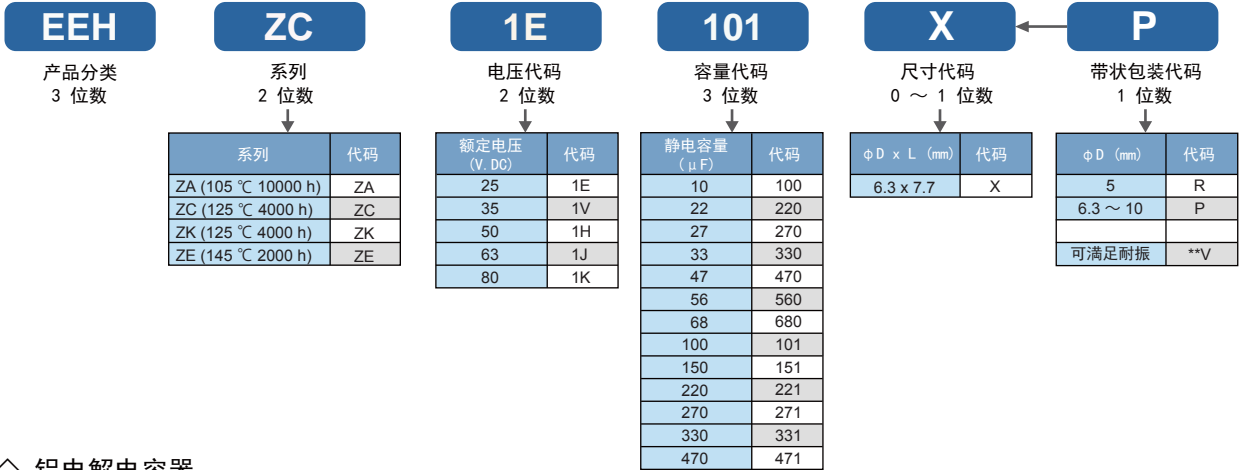 EEH ZC 1E 101 X P
产品分类 系列 电压代码 容量代码 尺寸代码 带状包装代码
3 位数 2 位数 2 位数 3 位数 0 ～ 1 位数 1 位数
系列 代码
ZA (105 ℃ 10000 h) ZA
ZC (125 ℃ 4000 h) ZC
ZK (125 ℃ 4000 h) ZK
ZE (145 ℃ 2000 h) ZE
额定电压 (V.DC) 代码
25 1E
35 1V
50 1H
63 1J
80 1K
静电容量 (μF) 代码
10 100
22 220
27 270
33 330
47 470
56 560
68 680
100 101
150 151
220 221
270 271
330 331
470 471
φD x L (mm) 代码
6.3 x 7.7 X
φD (mm) 代码
5 R
6.3 ～ 10 P
可满足耐振 **V